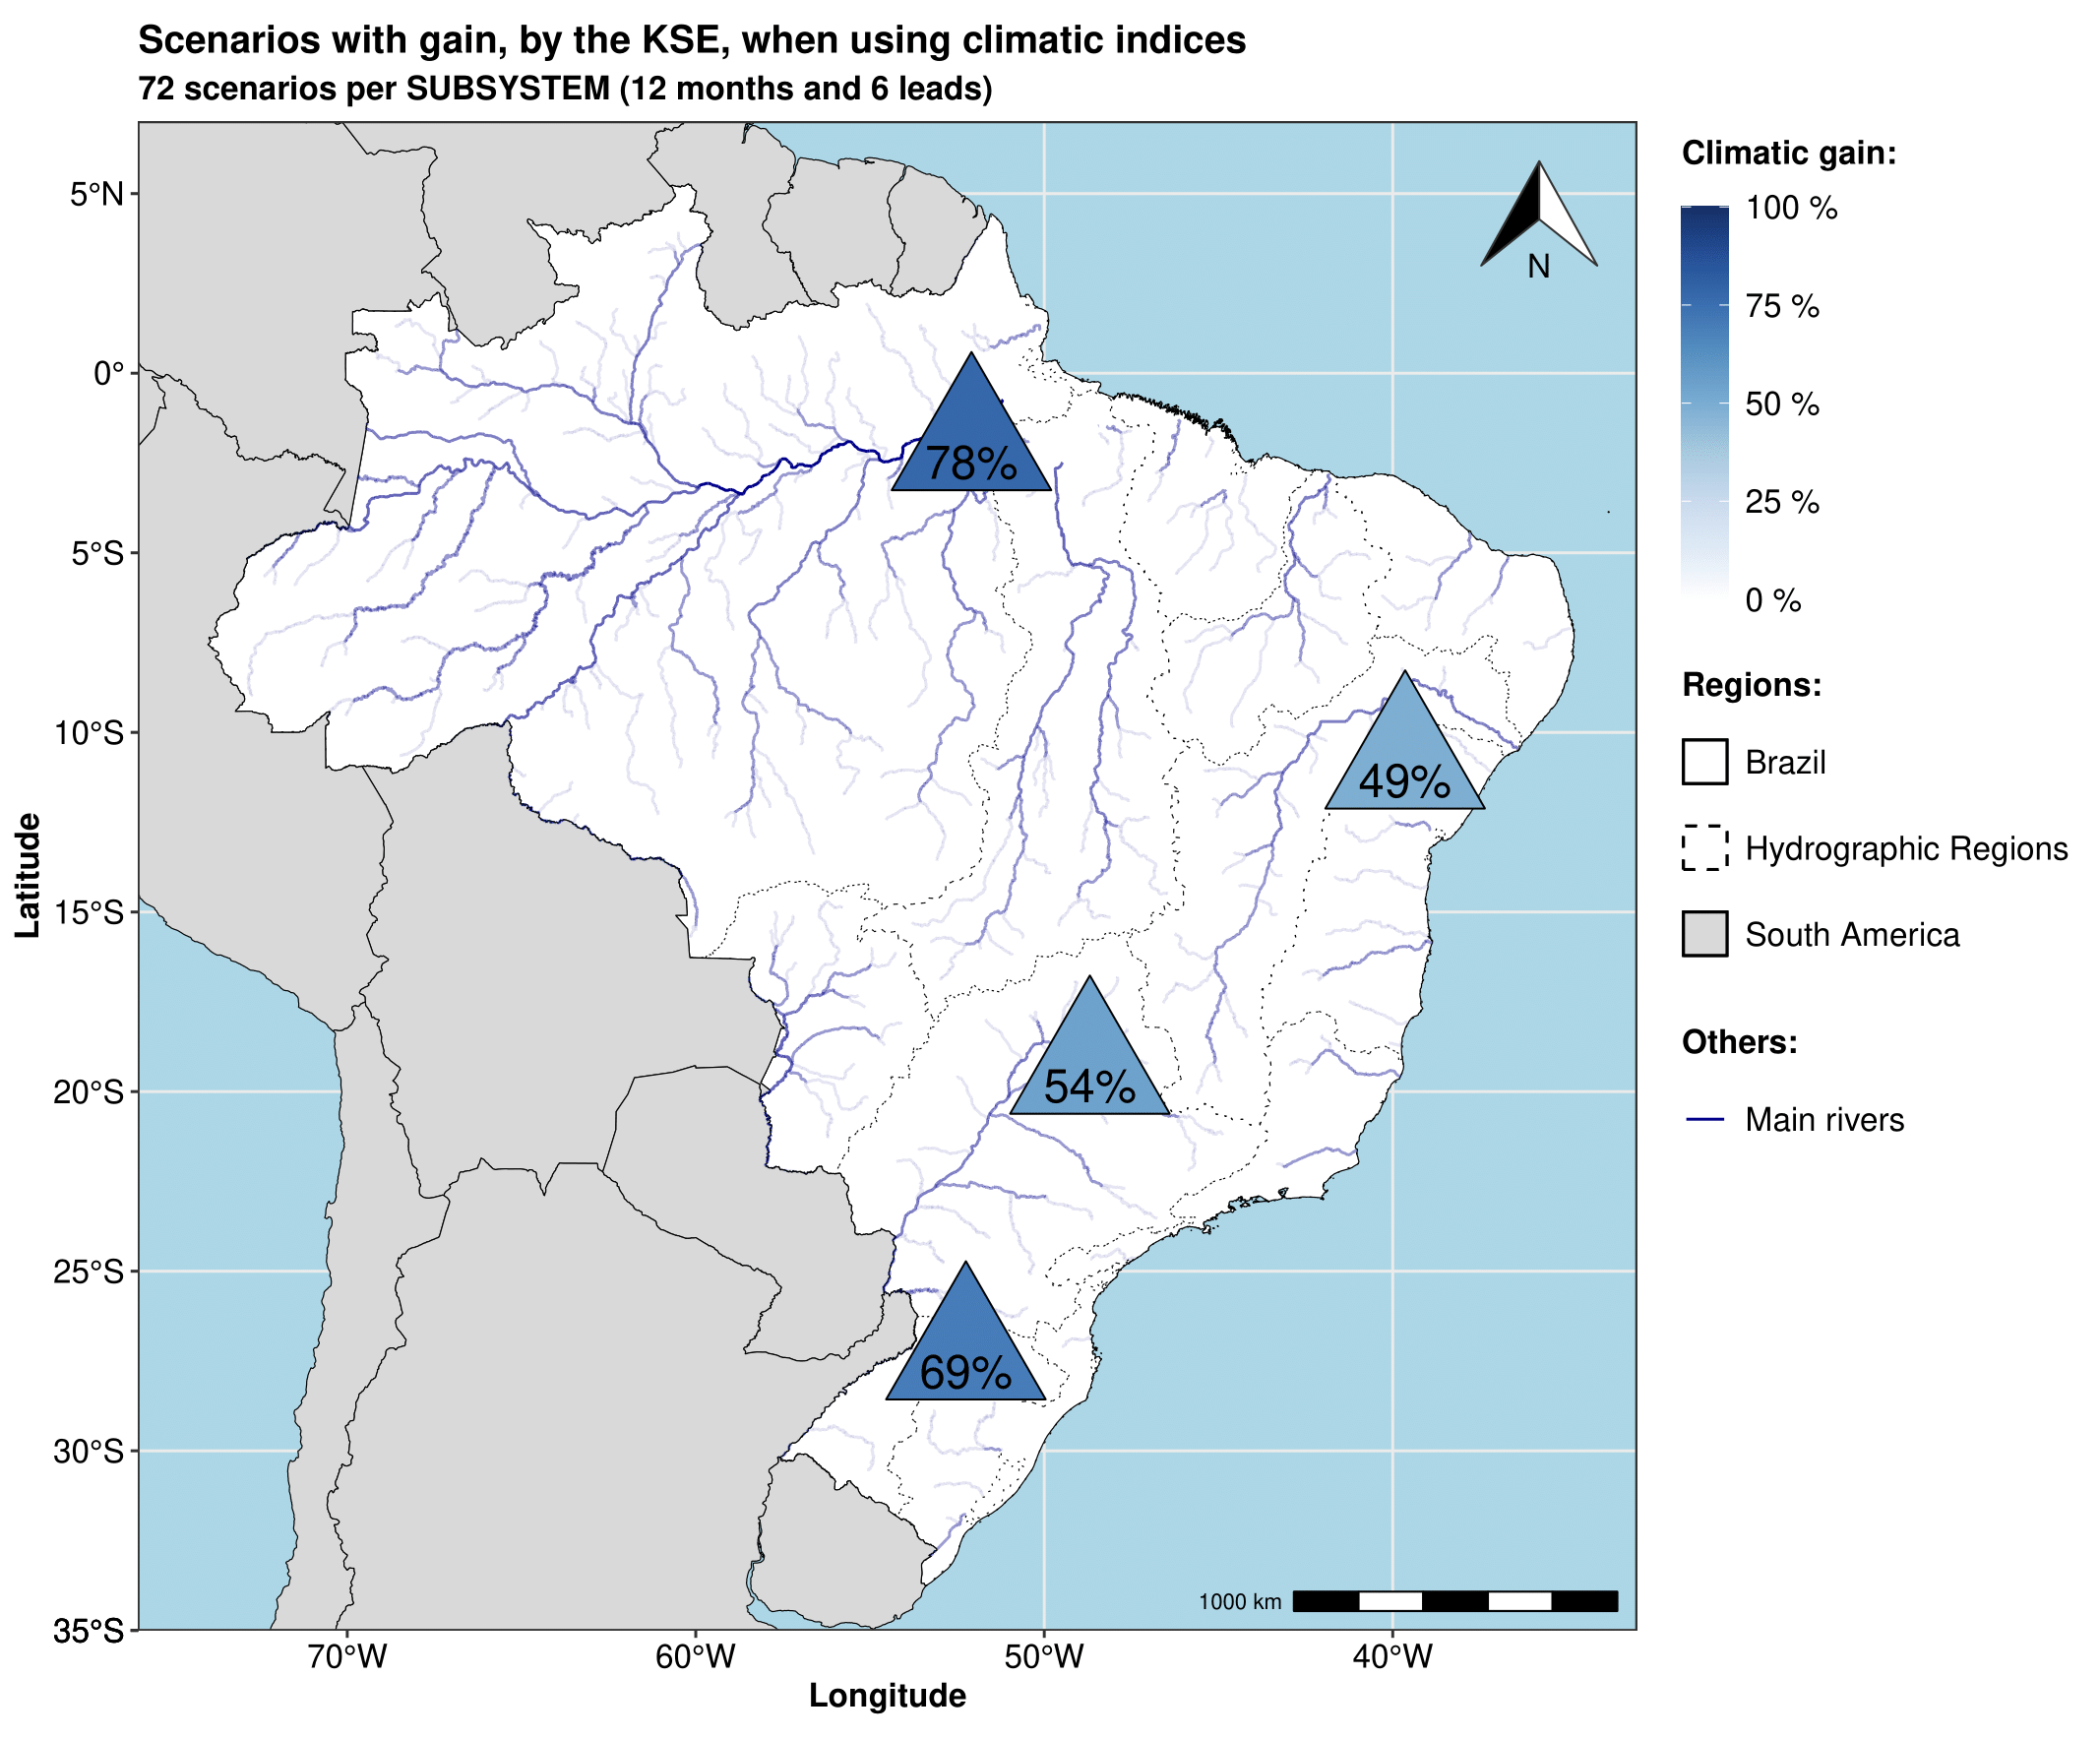 Scenarios with gain, by the KSE, when using climatic indices
72 scenarios per SUBSYSTEM (12 months and 6 leads)
Latitude
5°N
0°
5°S
10°S
15°S
20°S
25°S
30°S
35°S
N
78%
49%
54%
69%
1000 km
70°W
60°W
50°W
40°W
Longitude
Climatic gain:
100 %
75 %
50 %
25 %
0 %
Regions:
Brazil
Hydrographic Regions
South America
Others:
Main rivers